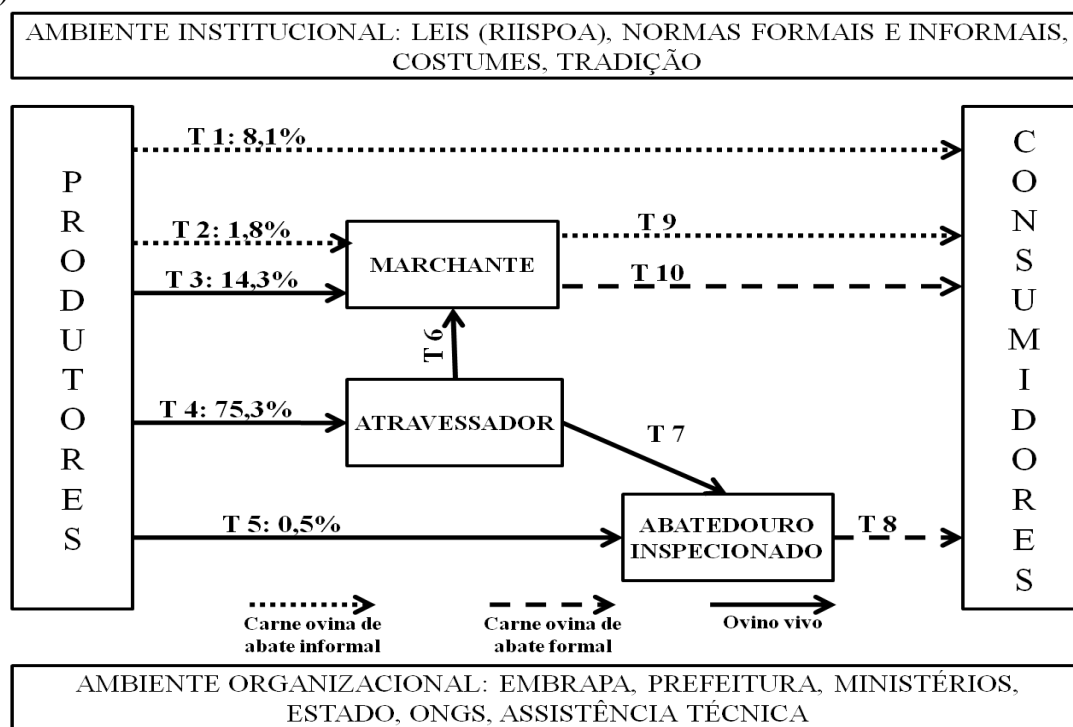 )
AMBIENTE INSTITUCIONAL: LEIS (RIISPOA), NORMAS FORMAIS E INFORMAIS,
COSTUMES, TRADIÇÃO
PRODUTORES
T 1: 8,1%
T 2: 1,8%
T 3: 14,3%
MARCHANTE
T 9
T 10
T 6
T 4: 75,3%
ATRAVESSADOR
T 7
T 5: 0,5%
ABATEDOURO
INSPECIONADO
T 8
CONSUMIDORES
Carne ovina de
abate informal
Carne ovina de
abate formal
Ovino vivo
AMBIENTE ORGANIZACIONAL: EMBRAPA, PREFEITURA, MINISTÉRIOS,
ESTADO, ONGS, ASSISTÊNCIA TÉCNICA